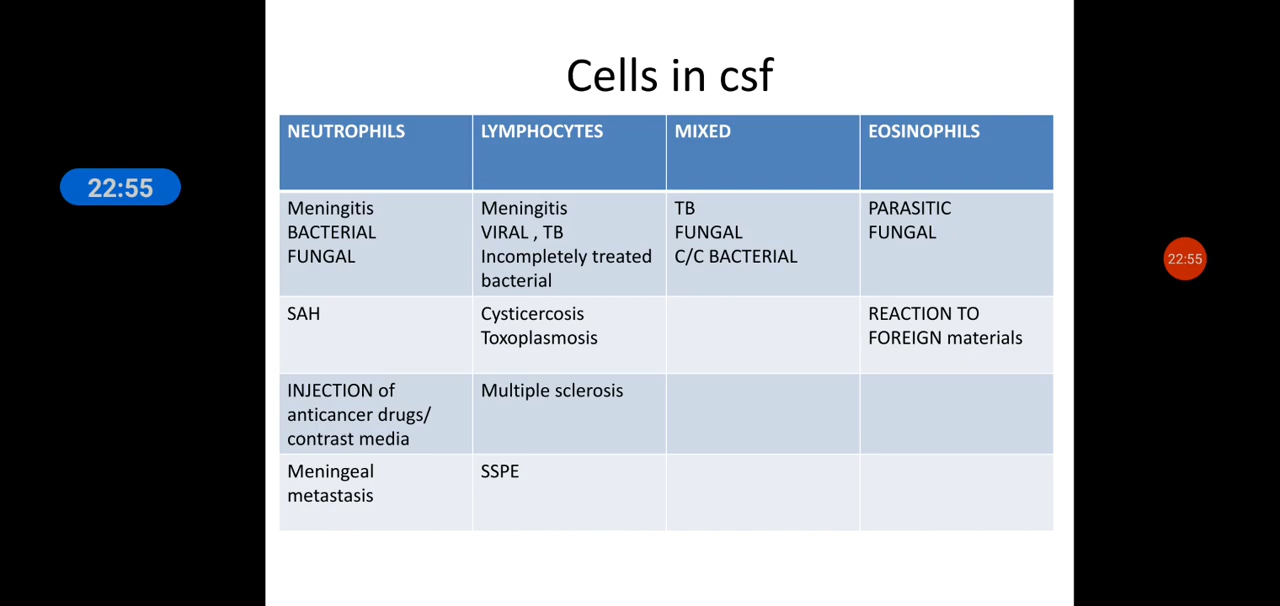 Cells in csf
NEUTROPHILS
LYMPHOCYTES
MIXED
EOSINOPHILS
22:55
Meningitis
BACTERIAL
FUNGAL
Meningitis
VIRAL , TB
Incompletely treated
bacterial
TB
FUNGAL
C/C BACTERIAL
PARASITIC
FUNGAL
22:55
SAH
Cysticercosis
Toxoplasmosis
REACTION TO
FOREIGN materials
INJECTION of
anticancer drugs/
contrast media
Multiple sclerosis
Meningeal
metastasis
SSPE